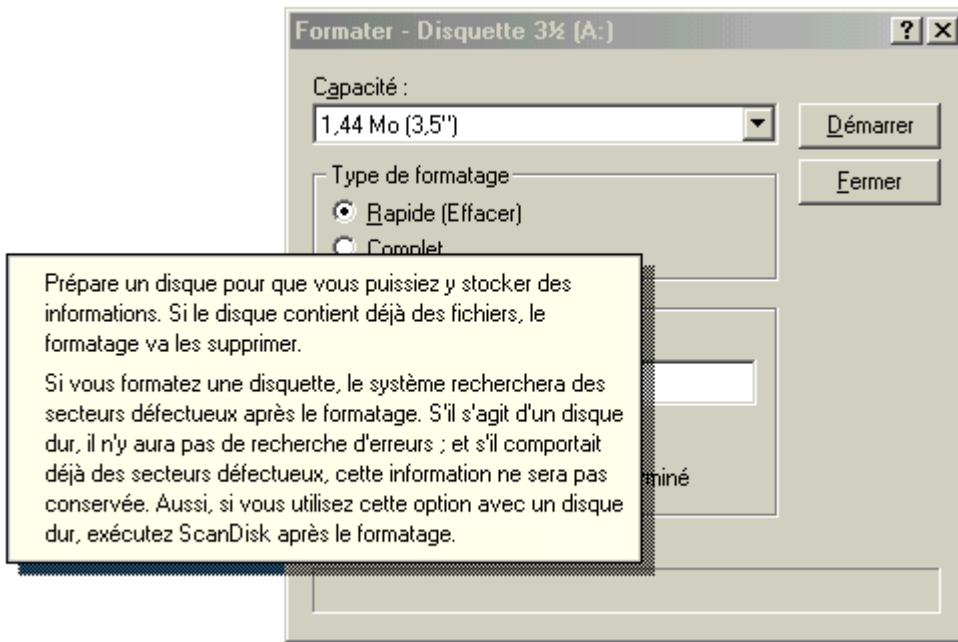 Formater - Disquette 3½ (A:)
Capacité :
1,44 Mo (3,5")
Démarrer
Fermer
Type de formatage
Rapide (Effacer)
Complet
Prépare un disque pour que vous puissiez y stocker des
informations. Si le disque contient déjà des fichiers, le
formatage va les supprimer.
Si vous formatez une disquette, le système recherchera des
secteurs défectueux après le formatage. S'il s'agit d'un disque
dur, il n'y aura pas de recherche d'erreurs ; et s'il comportait
déjà des secteurs défectueux, cette information ne sera pas
conservée. Aussi, si vous utilisez cette option avec un disque
dur, exécutez ScanDisk après le formatage.
miné